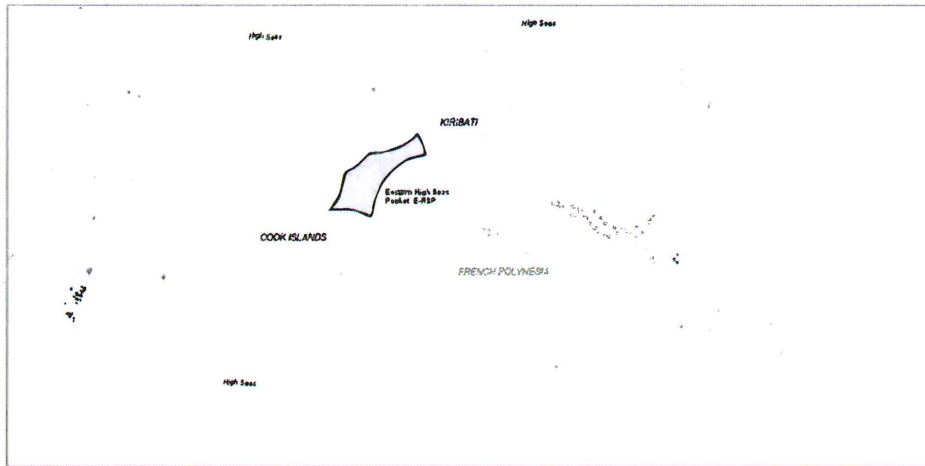 High Seas
High Seas
KIRIBATI
Eastern High Seas
Pocket E-HSP
COOK ISLANDS
FRENCH POLYNESIA
High Seas